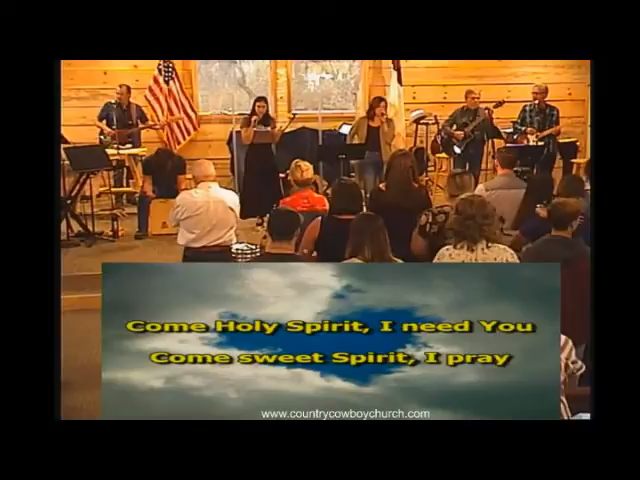 Come Holy Spirit, I need You
Come sweet Spirit, I pray
www.countrycowboychurch.com